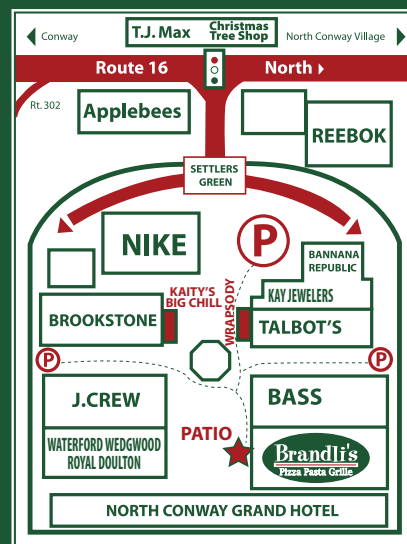 Conway
T.J. Max
Christmas
Tree Shop
North Conway Village
Route 16
North
Rt. 302
Applebees
REEBOK
SETTLERS
GREEN
NIKE
P
BANNANA
REPUBLIC
KAITY'S
BIG CHILL
WRAPSODY
KAY JEWELERS
BROOKSTONE
TALBOT'S
P
P
J.CREW
BASS
WATERFORD WEDGWOOD
ROYAL DOULTON
PATIO
Brandli's
Pizza Pasta Grille
NORTH CONWAY GRAND HOTEL